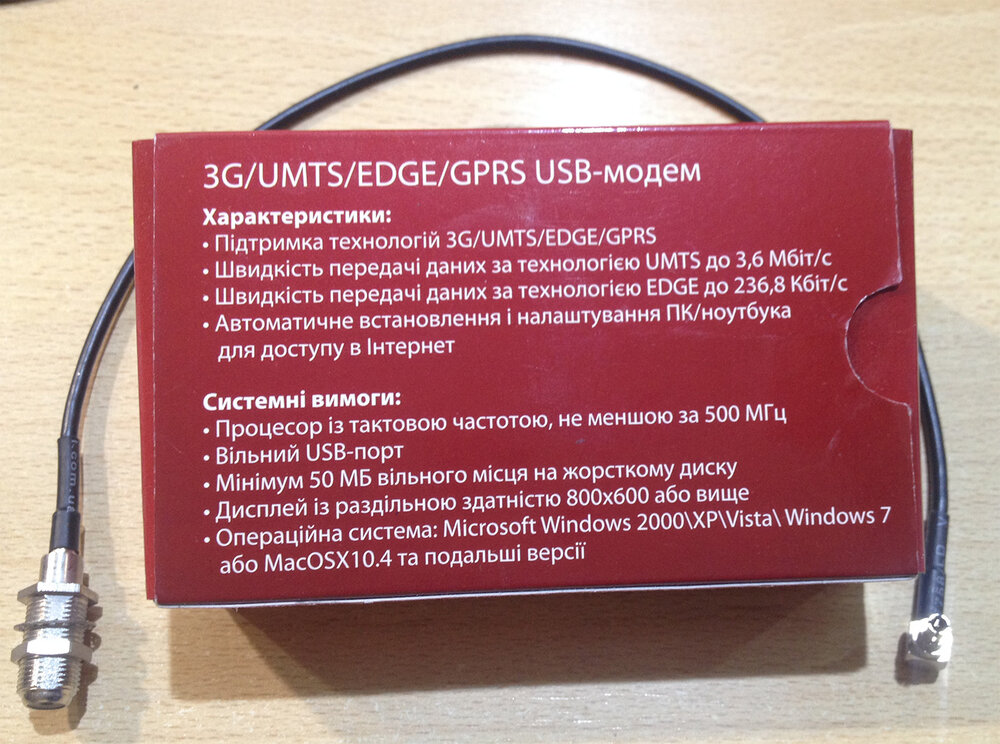 3G/UMTS/EDGE/GPRS USB-модем
Характеристики:
• Підтримка технологій 3G/UMTS/EDGE/GPRS
• Швидкість передачі даних за технологією UMTS до 3,6 Мбіт/с
• Швидкість передачі даних за технологією EDGE до 236,8 Кбіт/с
• Автоматичне встановлення і налаштування ПК/ноутбука
для доступу в Інтернет
Системні вимоги:
• Процесор із тактовою частотою, не меншою за 500 МГц
• Вільний USB-порт
• Мінімум 50 МБ вільного місця на жорсткому диску
• Дисплей із раздільною здатністю 800x600 або вище
• Операційна система: Microsoft Windows 2000\XP\Vista\ Windows 7
або MacOSX10.4 та подальші версії